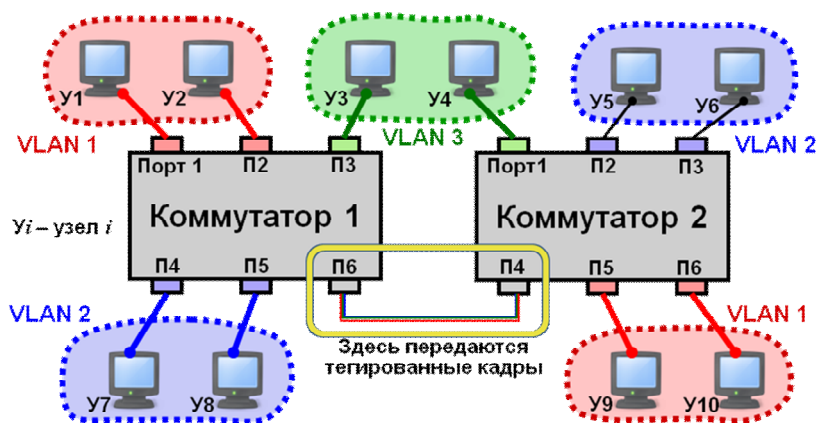 У1 У2 У3 У4 У5 У6
VLAN 1 VLAN 3 VLAN 2
Порт 1 П2 П3 Порт1 П2 П3
Коммутатор 1 Коммутатор 2
Уi – узел i
П4 П5 П6 П4 П5 П6
VLAN 2 VLAN 1
Здесь передаются
тегированные кадры
У7 У8 У9 У10